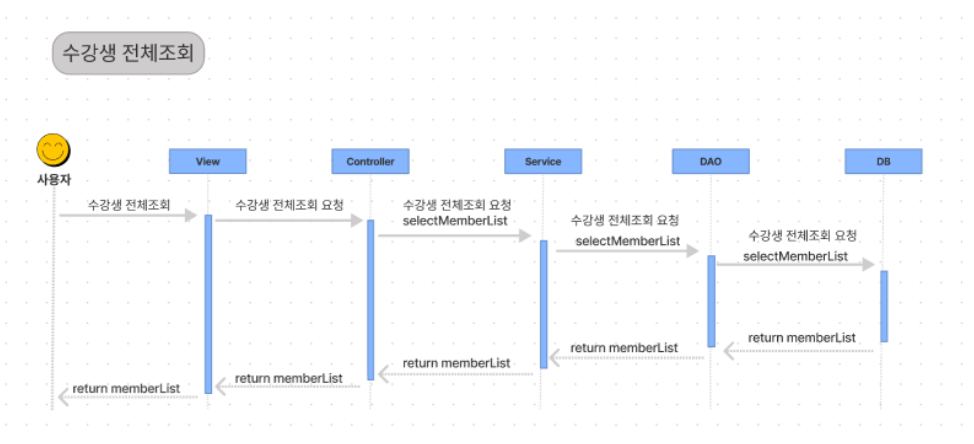 수강생 전체조회
사용자
View
Controller
Service
DAO
DB
수강생 전체조회
수강생 전체조회 요청
수강생 전체조회 요청
selectMemberList
수강생 전체조회 요청
selectMemberList
수강생 전체조회 요청
selectMemberList
return memberList
return memberList
return memberList
return memberList
return memberList